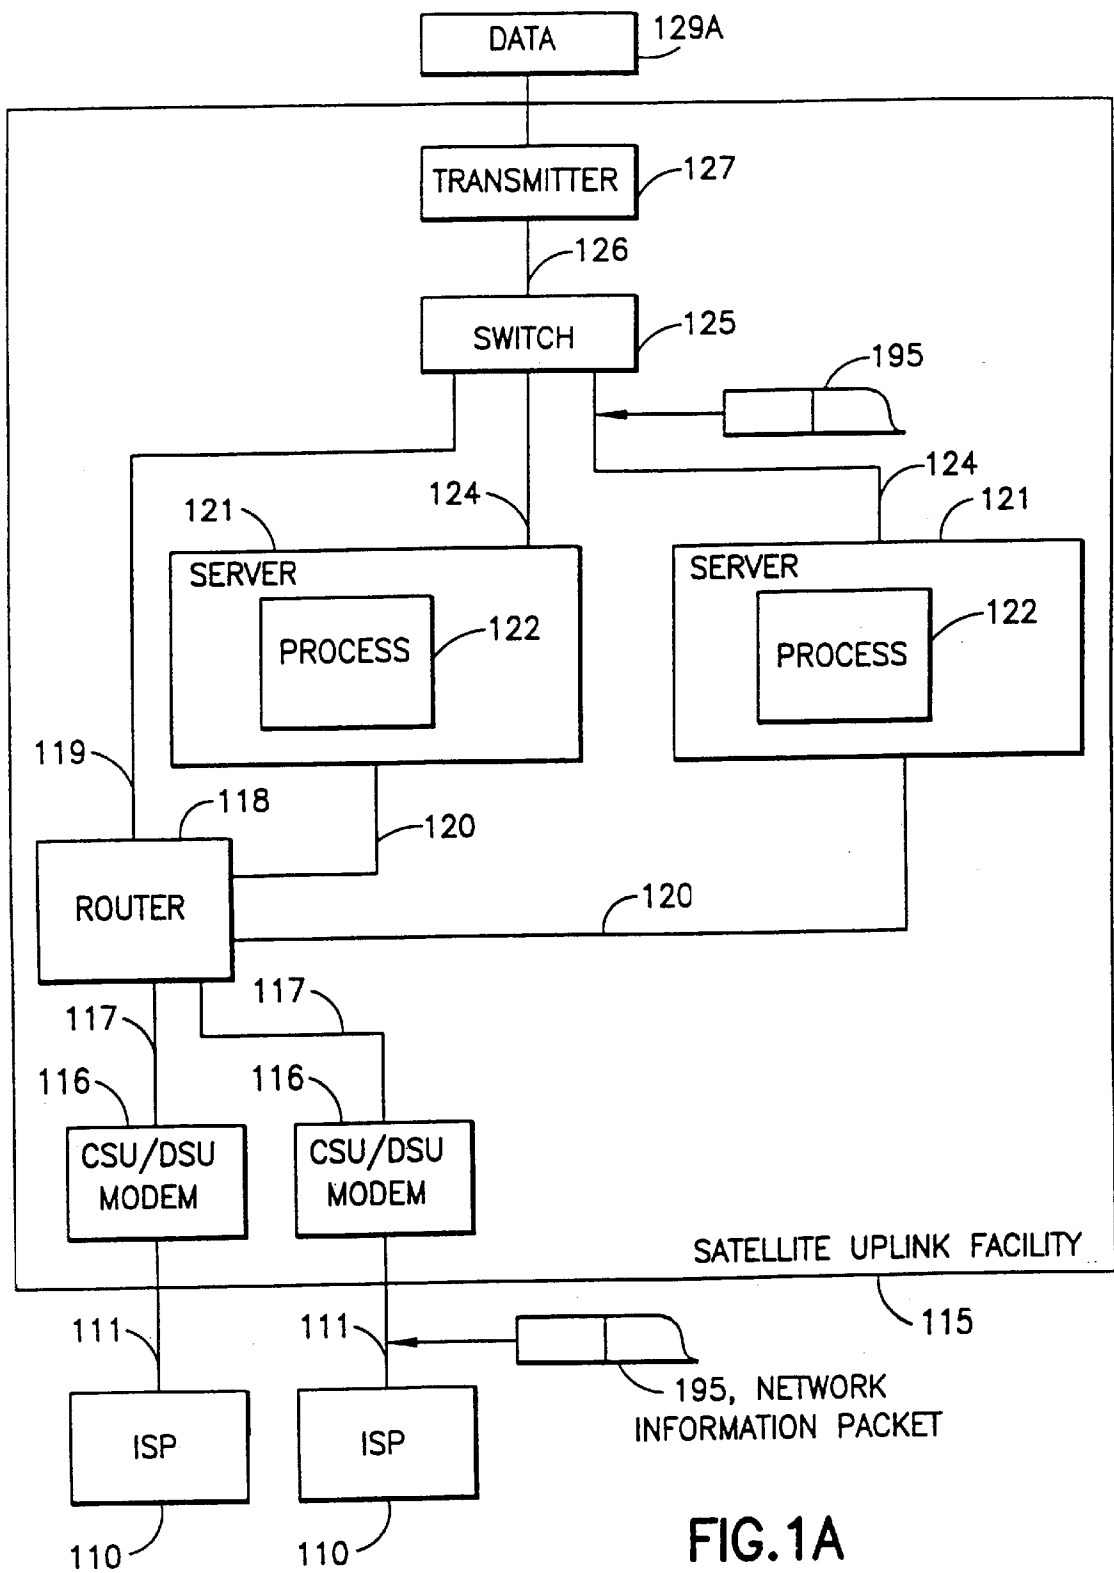 DATA
129A
TRANSMITTER
127
126
SWITCH
125
195
124
124
121
121
SERVER
SERVER
PROCESS
122
PROCESS
122
119
118
120
ROUTER
120
117
117
116
116
CSU/DSU
MODEM
CSU/DSU
MODEM
SATELLITE UPLINK FACILITY
115
111
111
195, NETWORK
INFORMATION PACKET
ISP
ISP
110
110
FIG.1A